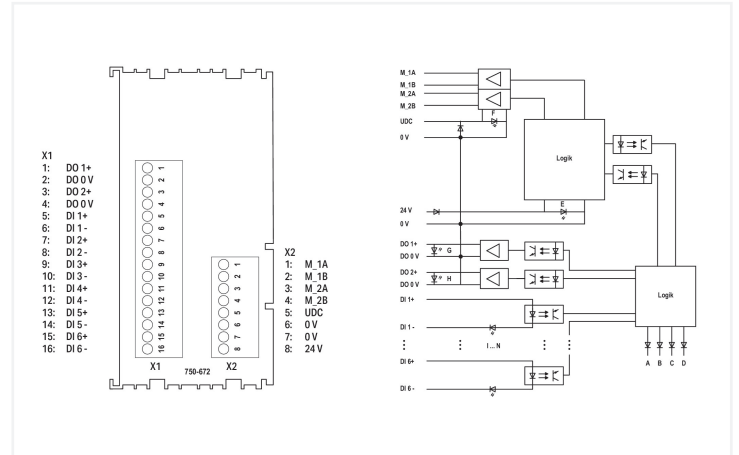 X1
1: DO 1+
2: DO 0 V
3: DO 2+
4: DO 0 V
5: DI 1+
6: DI 1 -
7: DI 2+
8: DI 2 -
9: DI 3+
10: DI 3 -
11: DI 4+
12: DI 4 -
13: DI 5+
14: DI 5 -
15: DI 6+
16: DI 6 -
1
2
3
4
5
6
7
8
9
10
11
12
13
14
15
16
X1
750-672
1
2
3
4
5
6
7
8
X2
X2
1: M_1A
2: M_1B
3: M_2A
4: M_2B
5: UDC
6: 0 V
7: 0 V
8: 24 V
M_1A
M_1B
M_2A
M_2B
F
UDC
0 V
Logik
E
24 V
0 V
DO 1+
G
DO 0 V
DO 2+
H
DO 0 V
DI 1+
DI 1 -
I ... N
DI 6+
DI 6 -
Logik
A B C D